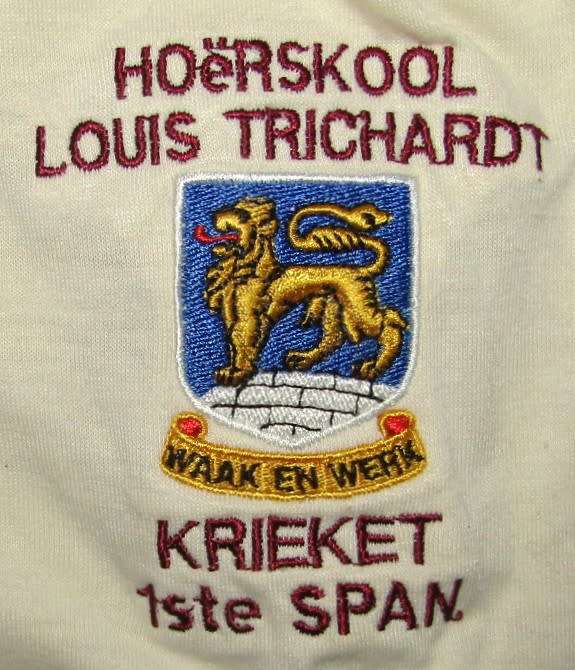 HOëRSKOOL
LOUIS TRICHARDT
WAAK EN WERK
KRIEKET
1ste SPAN